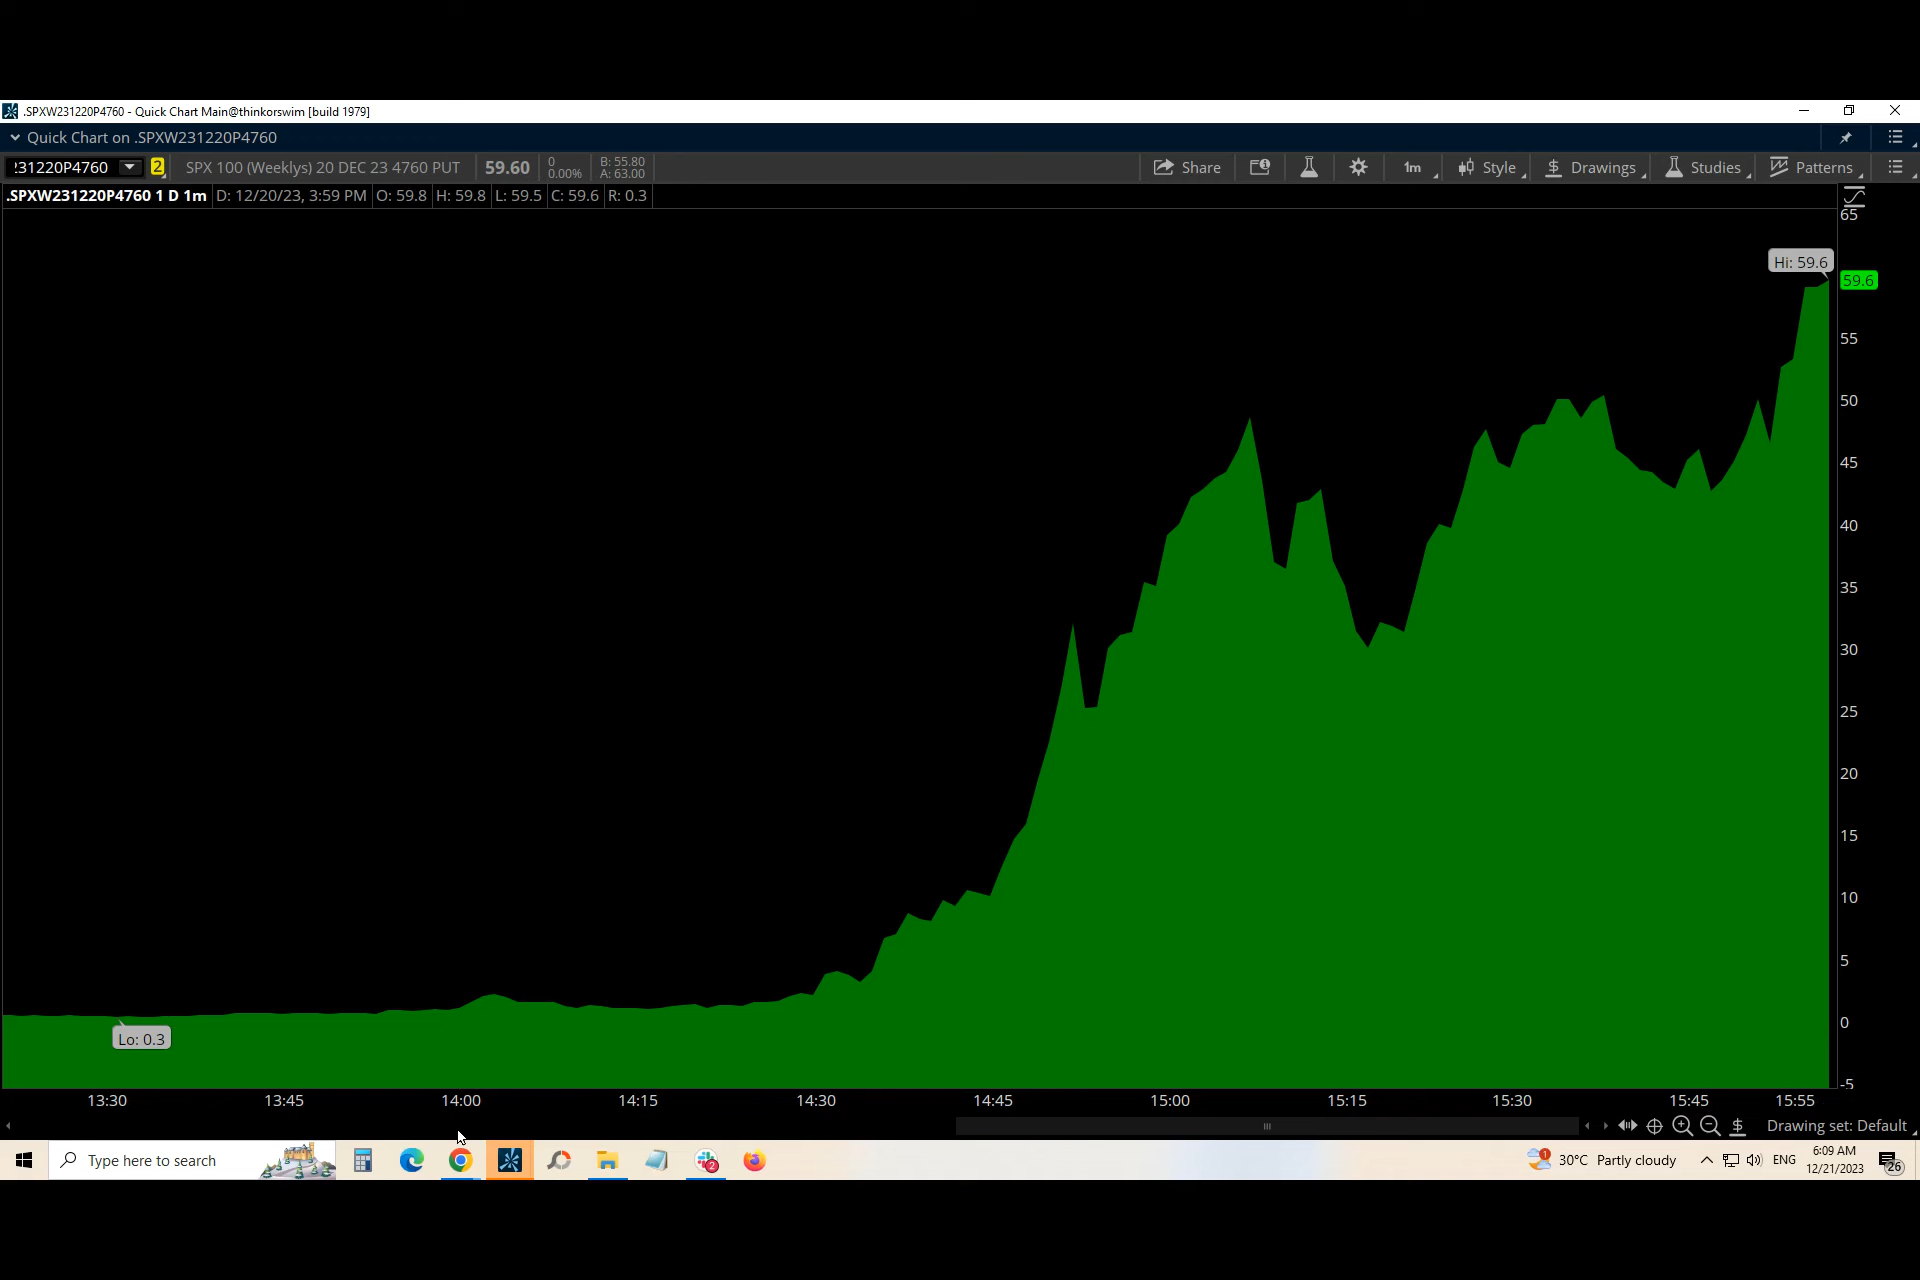 .SPXW231220P4760 - Quick Chart Main@thinkorswim [build 1979]
Quick Chart on .SPXW231220P4760
231220P4760 2 SPX 100 (Weeklys) 20 DEC 23 4760 PUT 59.60 0 0.00% B: 55.80 A: 63.00 Share 1m Style Drawings Studies Patterns
.SPXW231220P4760 1 D 1m D: 12/20/23, 3:59 PM O: 59.8 H: 59.8 L: 59.5 C: 59.6 R: 0.3
65
Hi: 59.6
59.6
55
50
45
40
35
30
25
20
15
10
5
0
Lo: 0.3
-5
13:30 13:45 14:00 14:15 14:30 14:45 15:00 15:15 15:30 15:45 15:55
Drawing set: Default
Type here to search 2 1 30°C Partly cloudy ENG 6:09 AM 12/21/2023 26